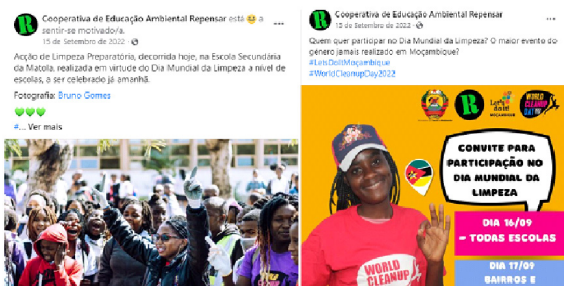 Cooperativa de Educação Ambiental Repensar está a
sentir-se motivado/a.
15 de Setembro de 2022
Acção de Limpeza Preparatória, decorrida hoje, na Escola Secundária
da Matola, realizada em virtude do Dia Mundial da Limpeza a nível de
escolas, a ser celebrado já amanhã.
Fotografia: Bruno Gomes
#... Ver mais
Cooperativa de Educação Ambiental Repensar
15 de Setembro de 2022
Quem quer particpar no Dia Mundial da Limpeza? O maior evento do
género jamais realizado em Moçambique?
#LetsDoItMoçambique
#WorldCleanupDay2022
R
Let's
do it!
MOÇAMBIQUE
WORLD
CLEANUP
DAY
CONVITE PARA
PARTICIPAÇÃO NO
DIA MUNDIAL DA
LIMPEZA
DIA 16/09
– TODAS ESCOLAS
DIA 17/09
BAIRROS E
WORLD
CLEANUP